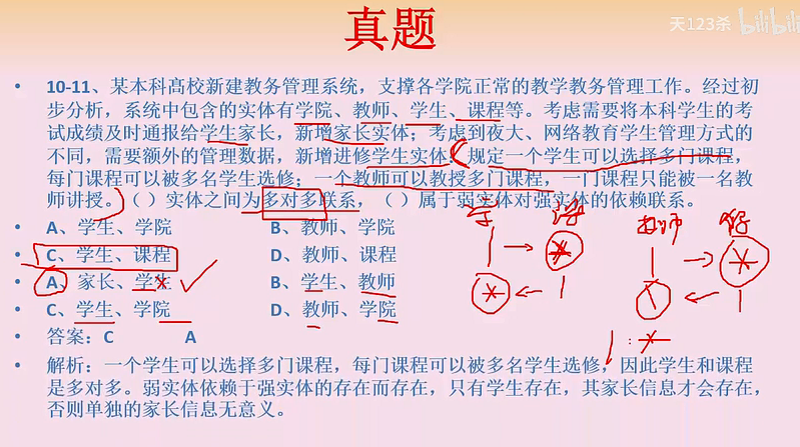 真题
天123杀 bilibili
• 10-11、某本科高校新建教务管理系统，支撑各学院正常的教学教务管理工作。经过初
步分析，系统中包含的实体有学院、教师、学生、课程等。考虑需要将本科学生的考
试成绩及时通报给学生家长，新增家长实体；考虑到夜大、网络教育学生管理方式的
不同，需要额外的管理数据，新增进修学生实体。规定一个学生可以选择多门课程，
每门课程可以被多名学生选修；一个教师可以教授多门课程，一门课程只能被一名教
师讲授。（ ）实体之间为多对多联系，（ ）属于弱实体对强实体的依赖联系。
• A、学生、学院 B、教师、学院
• C、学生、课程 D、教师、课程
• A、家长、学生 B、学生、教师
• C、学生、学院 D、教师、学院
学 课 教师 课
1 → * 1 → *
* ← 1 1 ← 1
1 : *
• 答案：C A
• 解析：一个学生可以选择多门课程，每门课程可以被多名学生选修，因此学生和课程
是多对多。弱实体依赖于强实体的存在而存在，只有学生存在，其家长信息才会存在，
否则单独的家长信息无意义。